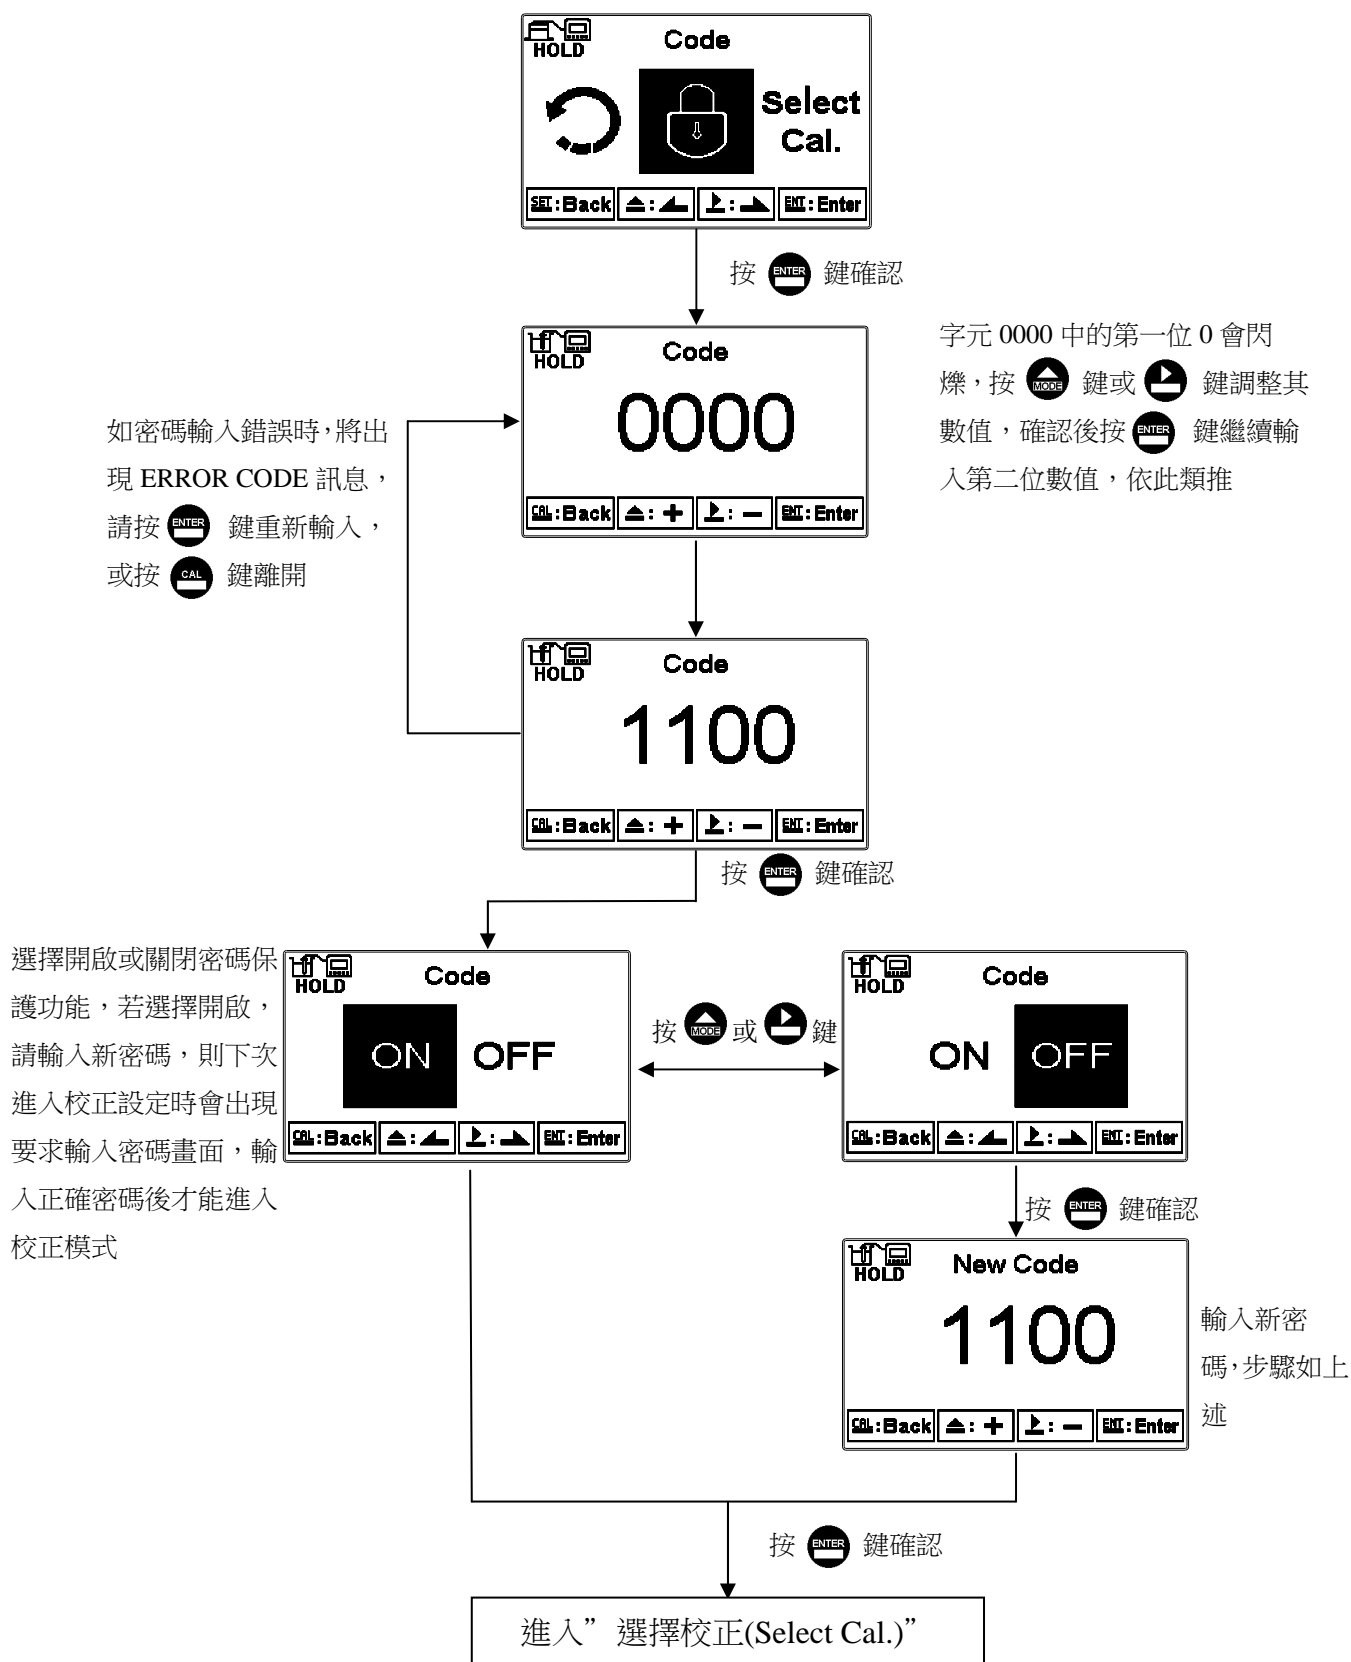 HOLD
Code
Select
Cal.
SET:Back
ENT:Enter
按 ENTER 鍵確認
HOLD
Code
0000
CAL:Back ▲: + : − ENT:Enter
字元 0000 中的第一位 0 會閃
爍，按 MODE 鍵或 鍵調整其
數值，確認後按 ENTER 鍵繼續輸
入第二位數值，依此類推
如密碼輸入錯誤時，將出
現 ERROR CODE 訊息，
請按 ENTER 鍵重新輸入，
或按 CAL 鍵離開
HOLD
Code
1100
CAL:Back ▲: + : − ENT:Enter
按 ENTER 鍵確認
選擇開啟或關閉密碼保
護功能，若選擇開啟，
請輸入新密碼，則下次
進入校正設定時會出現
要求輸入密碼畫面，輸
入正確密碼後才能進入
校正模式
HOLD
Code
ON OFF
CAL:Back ENT:Enter
按 MODE 或 鍵
HOLD
Code
ON OFF
CAL:Back ENT:Enter
按 ENTER 鍵確認
HOLD
New Code
1100
CAL:Back ▲: + : − ENT:Enter
輸入新密
碼，步驟如上
述
按 ENTER 鍵確認
進入”選擇校正(Select Cal.)”